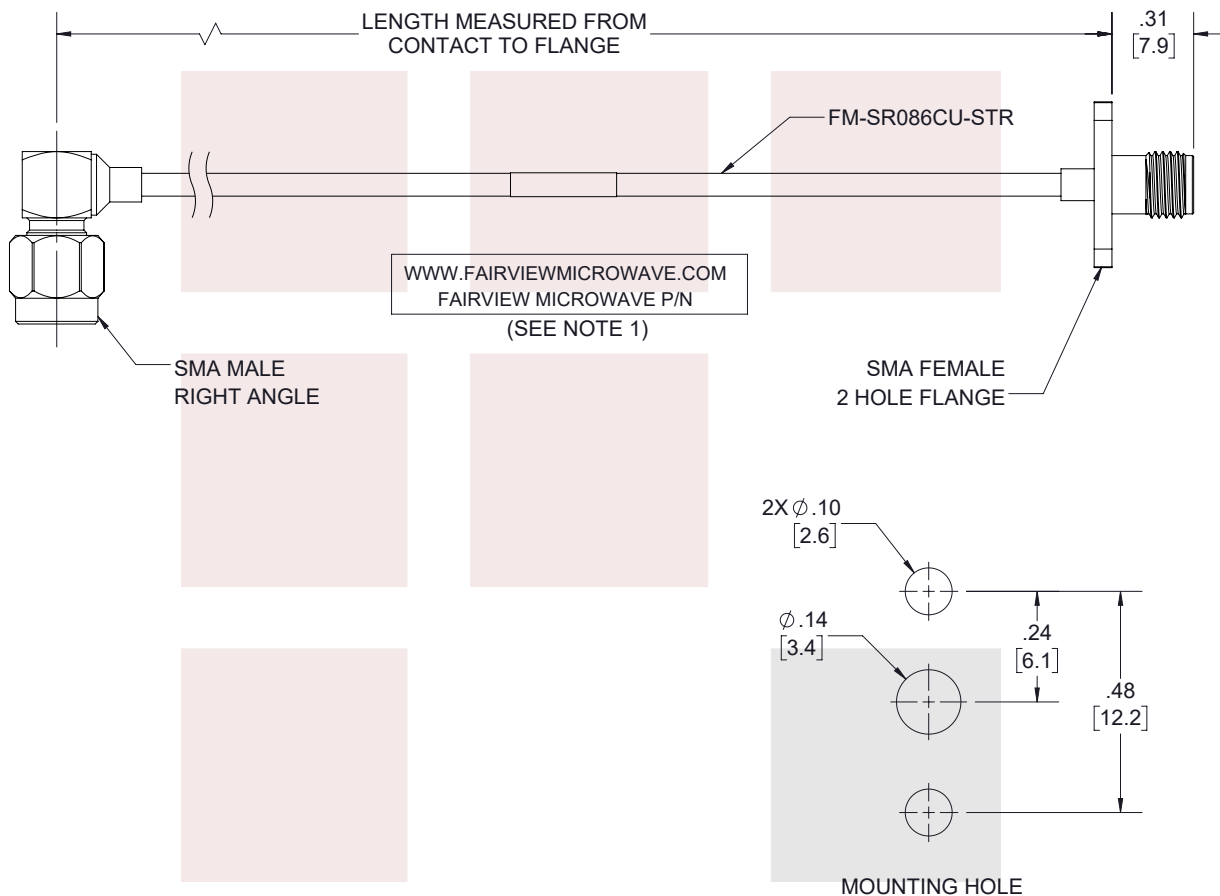 LENGTH MEASURED FROM
CONTACT TO FLANGE
.31
[7.9]
FM-SR086CU-STR
WWW.FAIRVIEWMICROWAVE.COM
FAIRVIEW MICROWAVE P/N
(SEE NOTE 1)
SMA MALE
RIGHT ANGLE
SMA FEMALE
2 HOLE FLANGE
2X ∅ .10
[2.6]
∅ .14
[3.4]
.24
[6.1]
.48
[12.2]
MOUNTING HOLE